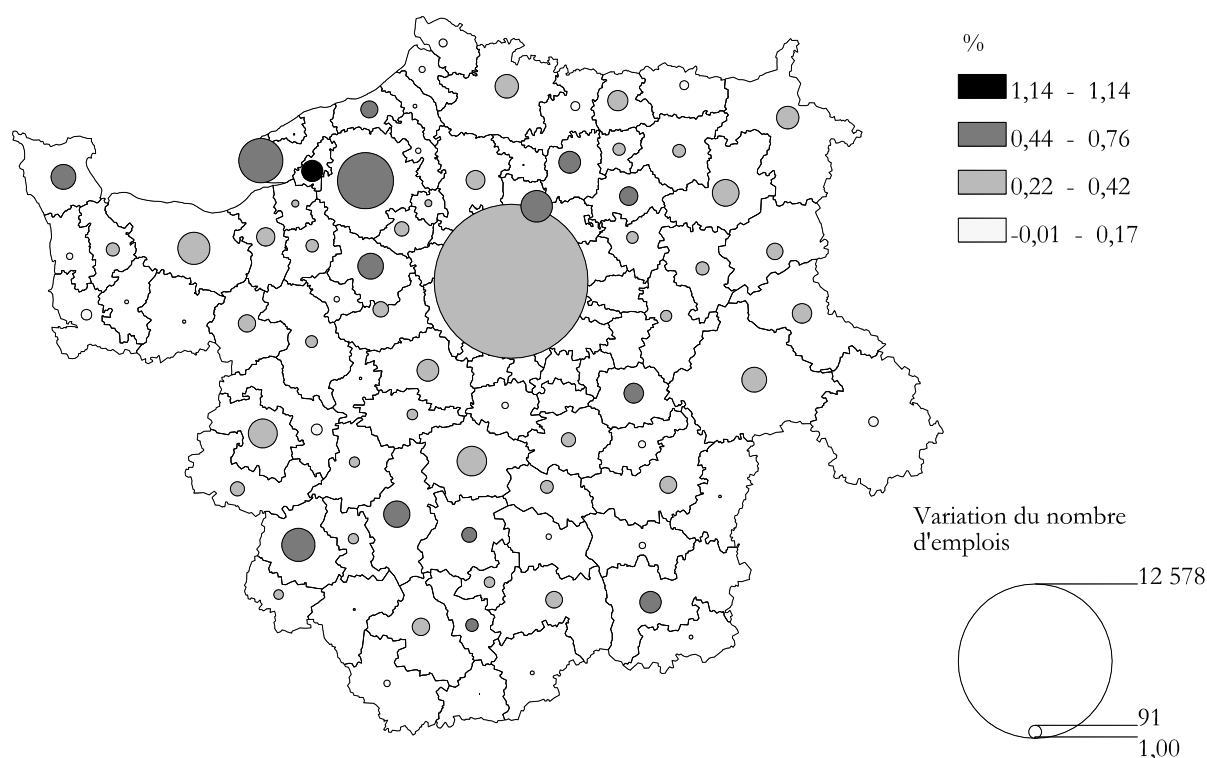 %
1,14 - 1,14
0,44 - 0,76
0,22 - 0,42
-0,01 - 0,17
Variation du nombre
d'emplois
12 578
91
1,00